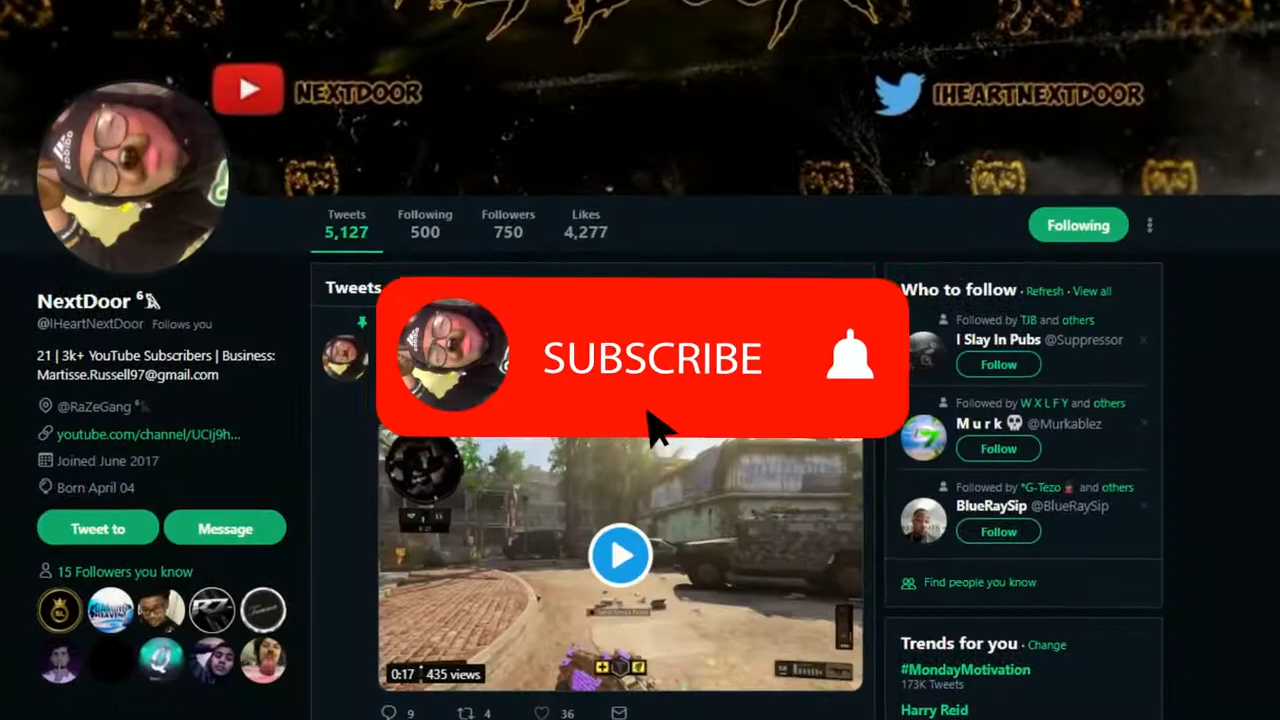 NEXTDOOR
IHEARTNEXTDOOR
Tweets Following Followers Likes
5,127 500 750 4,277
Following
NextDoor 6
@IHeartNextDoor Follows you
21 | 3k+ YouTube Subscribers | Business:
Martisse.Russell97@gmail.com
@RaZeGang 6
youtube.com/channel/UCIj9h...
Joined June 2017
Born April 04
Tweet to Message
15 Followers you know
Tweets
SUBSCRIBE
0:17 435 views
9 4 36
Who to follow · Refresh · View all
Followed by TJB and others
I Slay In Pubs @Suppressor
Follow
Followed by W X L F Y and others
M u r k @Murkablez
Follow
Followed by "G-Tezo and others
BlueRaySip @BlueRaySip
Follow
Find people you know
Trends for you · Change
#MondayMotivation
173K Tweets
Harry Reid